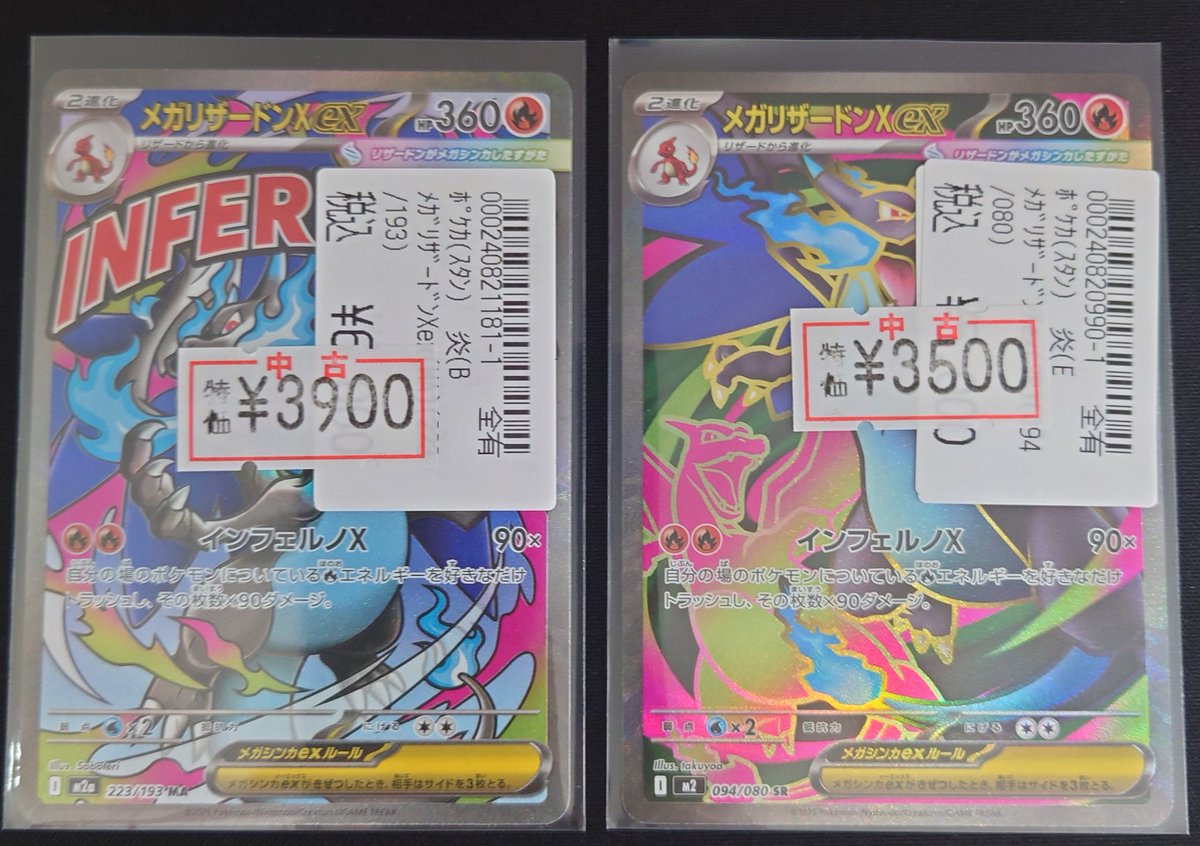 2進化
メガリザードンXex
HP360
リザードから進化
リザードンがメガシンカしたすがた
INFER
000240821181-1
ポケカ(スタン) 炎(B
メガリザードンXe
/193)
税込
全有
中古
特価
¥3900
インフェルノX 90×
自分の場のポケモンについているエネルギーを好きなだけ
トラッシュし、その枚数×90ダメージ。
弱点 ×2 抵抗力 にげる
メガシンカexルール
メガシンカexがきぜつしたとき、相手はサイドを3枚とる。
Illus. Saboteri
I m2a 223/193 MA
©2025 Pokémon/Nintendo/Creatures/GAME FREAK
2進化
メガリザードンXex
HP360
リザードから進化
リザードンがメガシンカしたすがた
000240820990-1
ポケカ(スタン) 炎(E
メガリザードン
/080)
94
税込
全有
中古
特価
¥3500
インフェルノX 90×
自分の場のポケモンについているエネルギーを好きなだけ
トラッシュし、その枚数×90ダメージ。
弱点 ×2 抵抗力 にげる
メガシンカexルール
メガシンカexがきぜつしたとき、相手はサイドを3枚とる。
Illus. takuyoa
I m2 094/080 SR
©2025 Pokémon/Nintendo/Creatures/GAME FREAK